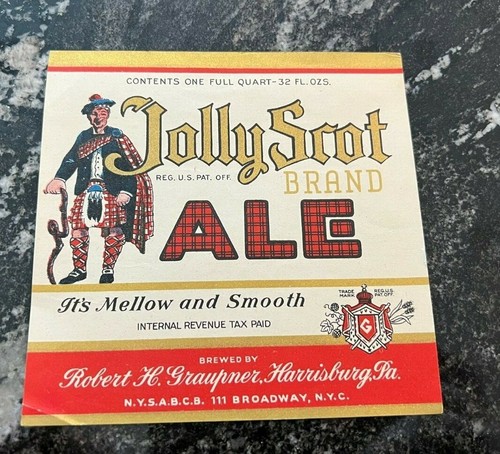 CONTENTS ONE FULL QUART-32 FL.OZS.
Jolly Scot
REG. U.S. PAT. OFF.
BRAND
ALE
It's Mellow and Smooth
INTERNAL REVENUE TAX PAID
TRADE MARK
REG.U.S. PAT.OFF.
G
BREWED BY
Robert H. Graupner, Harrisburg, Pa.
N.Y.S.A.B.C.B. 111 BROADWAY, N.Y.C.